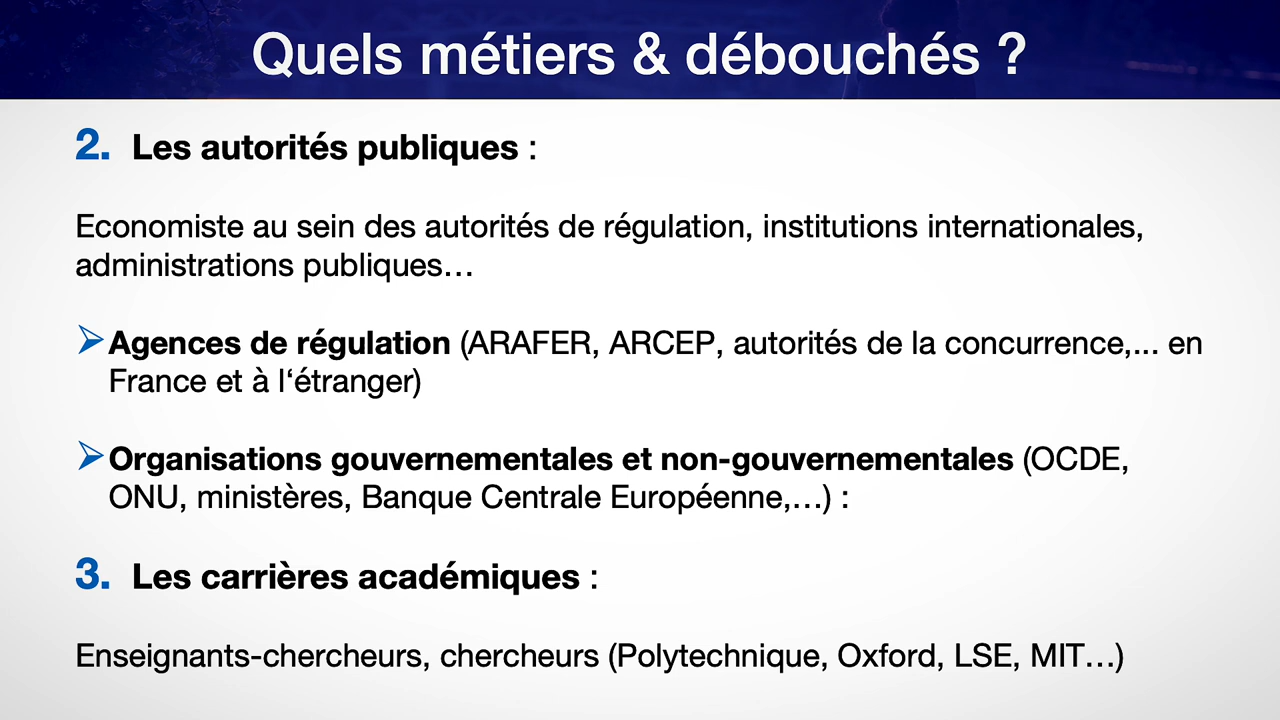 Quels métiers & débouchés ?
2. Les autorités publiques :
Economiste au sein des autorités de régulation, institutions internationales,
administrations publiques…
➢Agences de régulation (ARAFER, ARCEP, autorités de la concurrence,... en
France et à l‘étranger)
➢Organisations gouvernementales et non-gouvernementales (OCDE,
ONU, ministères, Banque Centrale Européenne,…) :
3. Les carrières académiques :
Enseignants-chercheurs, chercheurs (Polytechnique, Oxford, LSE, MIT…)